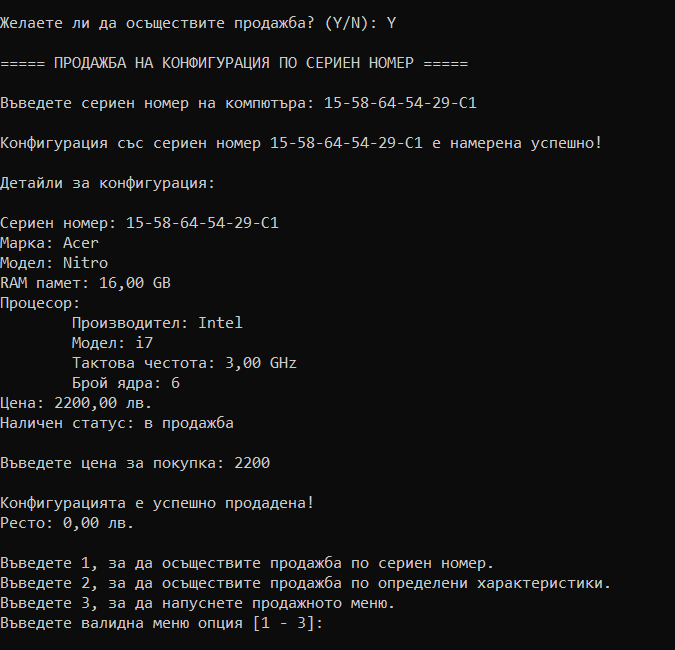 Желаете ли да осъществите продажба? (Y/N): Y
===== ПРОДАЖБА НА КОНФИГУРАЦИЯ ПО СЕРИЕН НОМЕР =====
Въведете сериен номер на компютъра: 15-58-64-54-29-C1
Конфигурация със сериен номер 15-58-64-54-29-C1 е намерена успешно!
Детайли за конфигурация:
Сериен номер: 15-58-64-54-29-C1
Марка: Acer
Модел: Nitro
RAM памет: 16,00 GB
Процесор:
Производител: Intel
Модел: i7
Тактова честота: 3,00 GHz
Брой ядра: 6
Цена: 2200,00 лв.
Наличен статус: в продажба
Въведете цена за покупка: 2200
Конфигурацията е успешно продадена!
Ресто: 0,00 лв.
Въведете 1, за да осъществите продажба по сериен номер.
Въведете 2, за да осъществите продажба по определени характеристики.
Въведете 3, за да напуснете продажното меню.
Въведете валидна меню опция [1 - 3]: